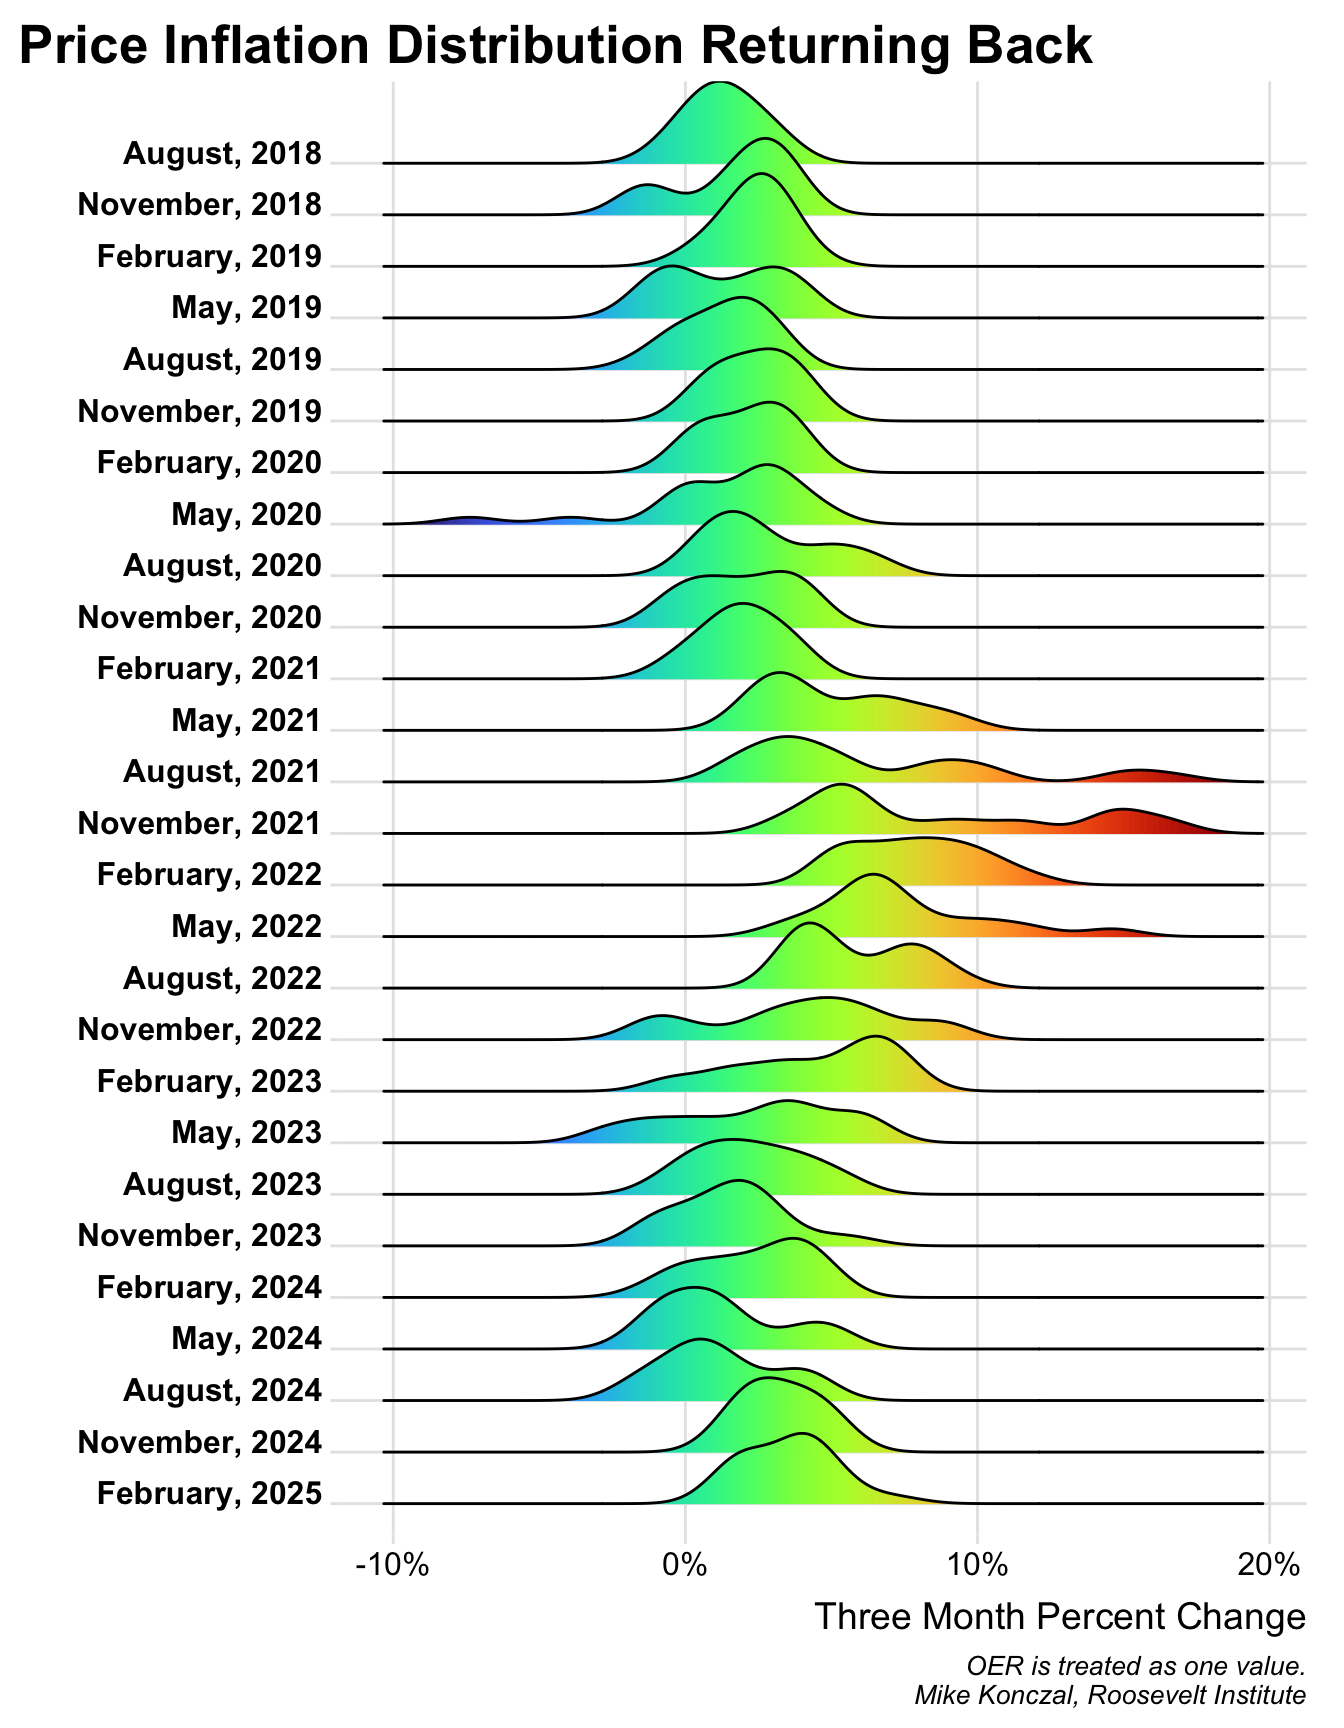 Price Inflation Distribution Returning Back
August, 2018
November, 2018
February, 2019
May, 2019
August, 2019
November, 2019
February, 2020
May, 2020
August, 2020
November, 2020
February, 2021
May, 2021
August, 2021
November, 2021
February, 2022
May, 2022
August, 2022
November, 2022
February, 2023
May, 2023
August, 2023
November, 2023
February, 2024
May, 2024
August, 2024
November, 2024
February, 2025
-10% 0% 10% 20%
Three Month Percent Change
OER is treated as one value.
Mike Konczal, Roosevelt Institute